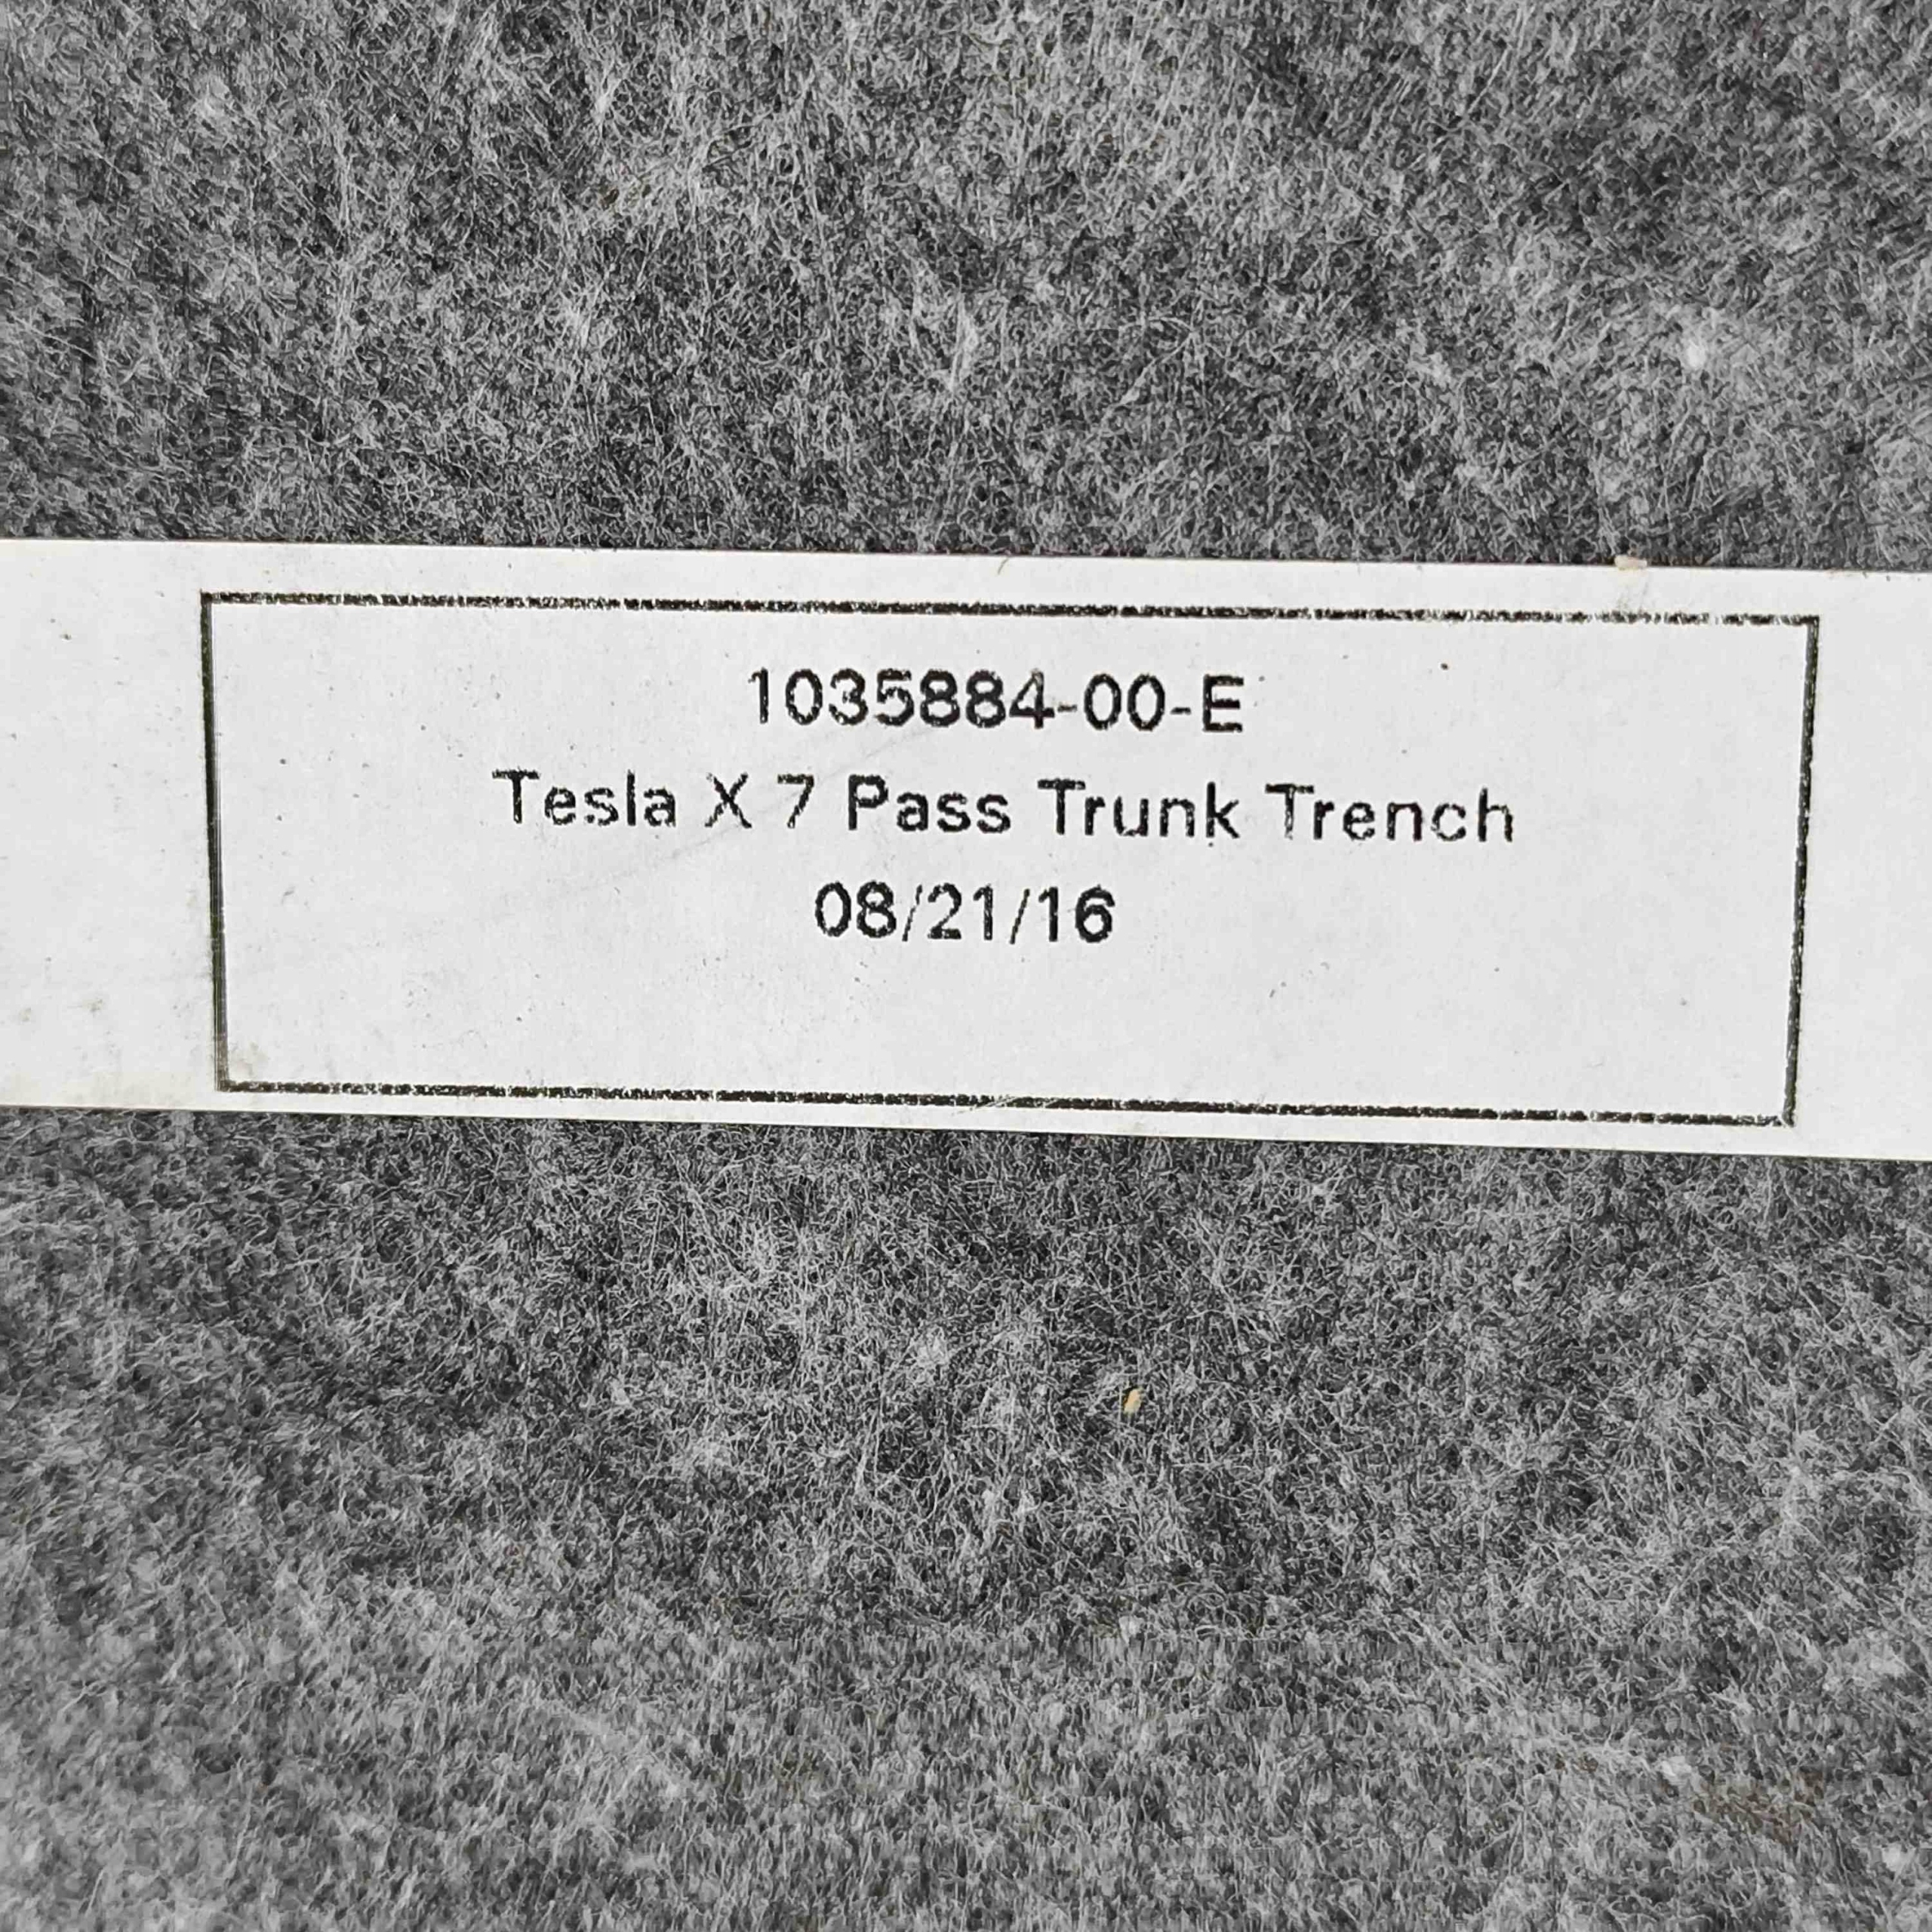 1035884-00-E
Tesla X 7 Pass Trunk Trench
08/21/16